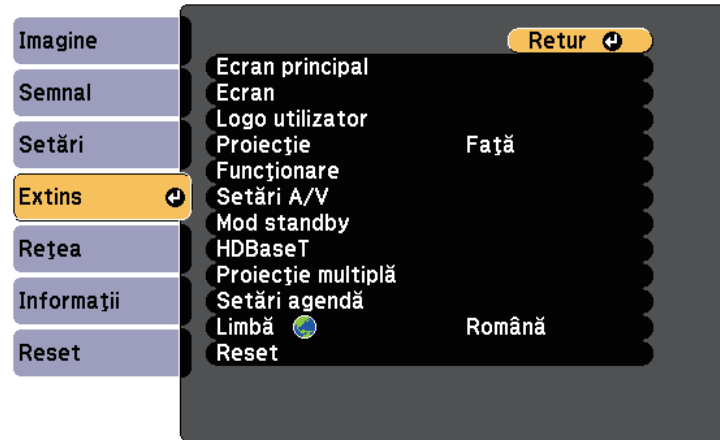 Imagine
Semnal
Setări
Extins
Reţea
Informaţii
Reset
Retur
Ecran principal
Ecran
Logo utilizator
Proiecţie Faţă
Funcţionare
Setări A/V
Mod standby
HDBaseT
Proiecţie multiplă
Setări agendă
Limbă Română
Reset